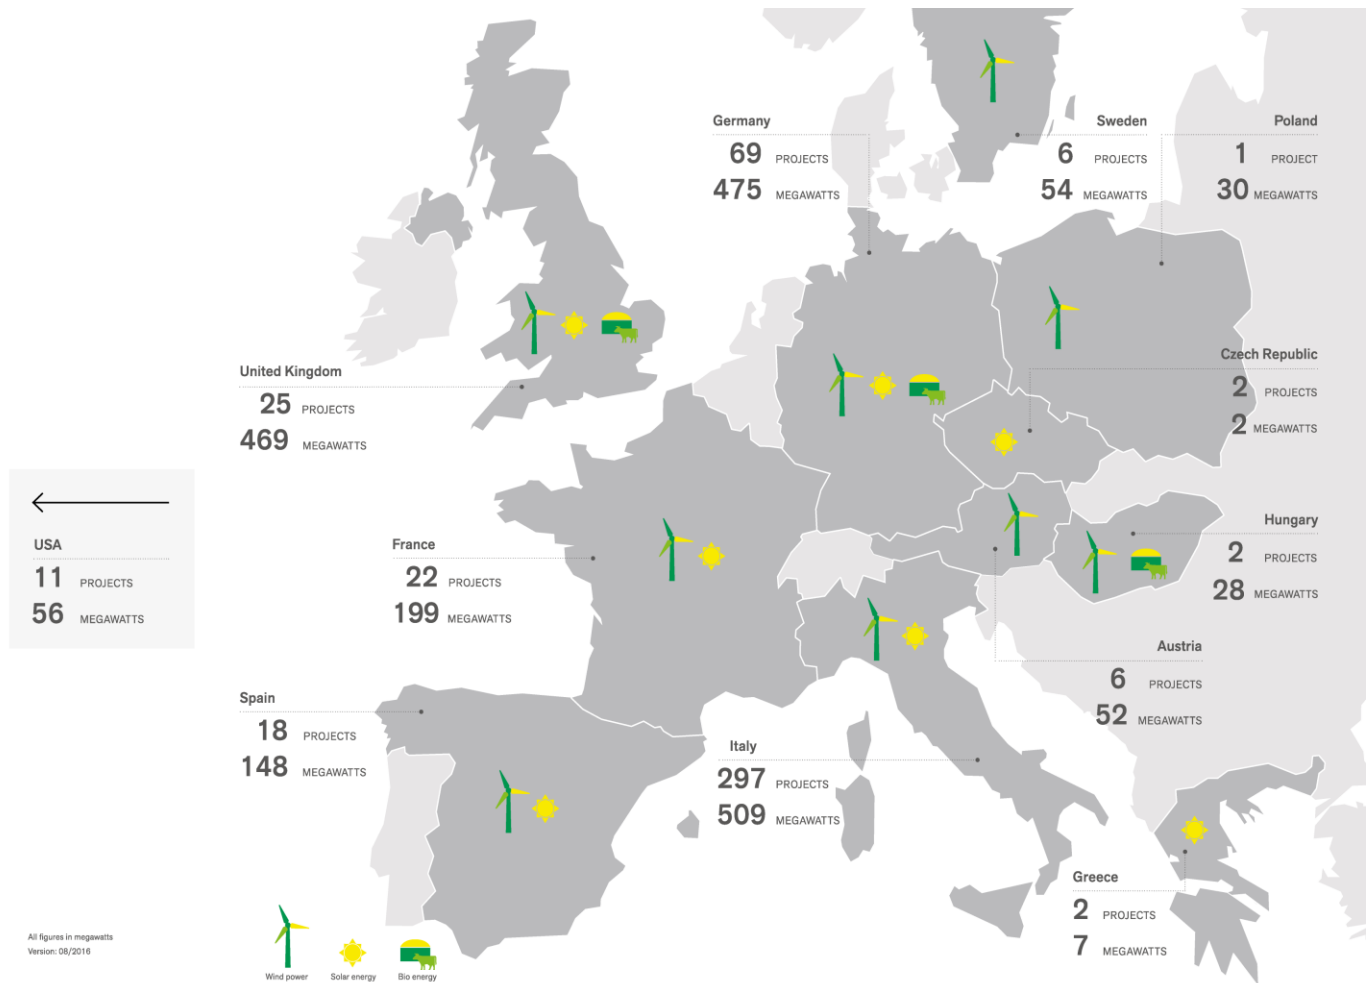 Germany
69 PROJECTS
475 MEGAWATTS
Sweden
6 PROJECTS
54 MEGAWATTS
Poland
1 PROJECT
30 MEGAWATTS
United Kingdom
25 PROJECTS
469 MEGAWATTS
Czech Republic
2 PROJECTS
2 MEGAWATTS
USA
11 PROJECTS
56 MEGAWATTS
France
22 PROJECTS
199 MEGAWATTS
Hungary
2 PROJECTS
28 MEGAWATTS
Austria
6 PROJECTS
52 MEGAWATTS
Spain
18 PROJECTS
148 MEGAWATTS
Italy
297 PROJECTS
509 MEGAWATTS
Greece
2 PROJECTS
7 MEGAWATTS
All figures in megawatts
Version: 08/2016
Wind power
Solar energy
Bio energy